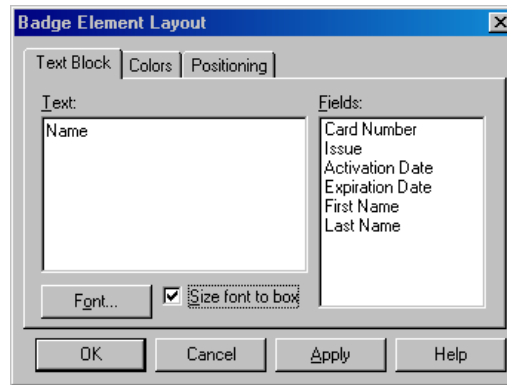 Badge Element Layout
Text Block Colors Positioning
Text:
Name
Fields:
Card Number
Issue
Activation Date
Expiration Date
First Name
Last Name
Font...
Size font to box
OK Cancel Apply Help